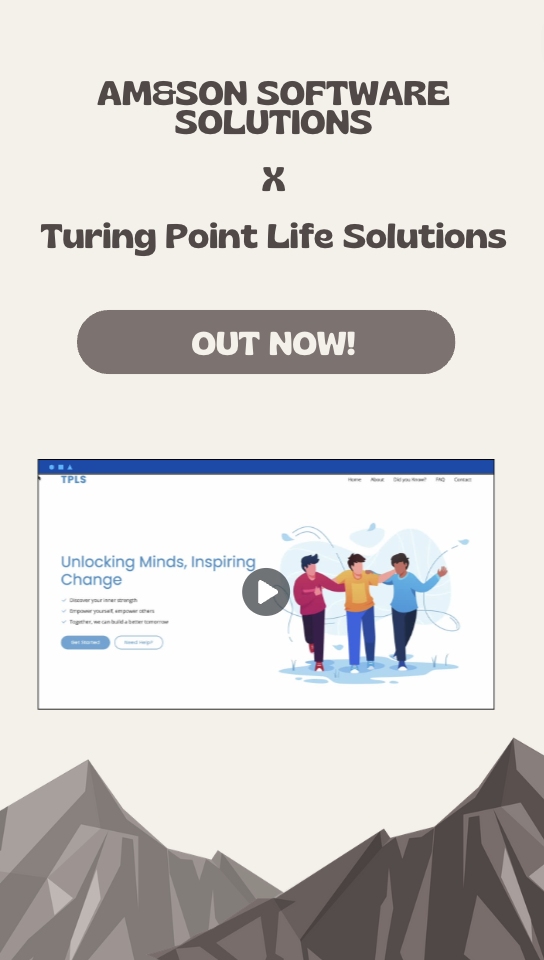 AM&SON SOFTWARE
SOLUTIONS
X
Turing Point Life Solutions
OUT NOW!
TPLS
Home About Did you Know? FAQ Contact
Unlocking Minds, Inspiring
Change
Discover your inner strength
Empower yourself, empower others
Together, we can build a better tomorrow
Get Started Need Help?